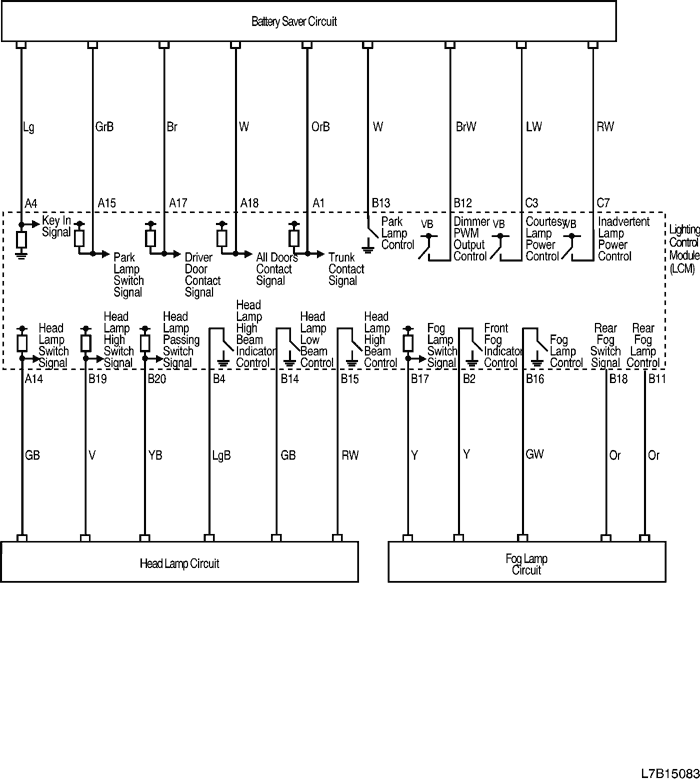 Battery Saver Circuit
Lg GrB Br W OrB W BrW LW RW
A4 A15 A17 A18 A1 B13 B12 C3 C7
Key In
Signal
Park
Lamp
Switch
Signal
Driver
Door
Contact
Signal
All Doors
Contact
Signal
Trunk
Contact
Signal
Park
Lamp
Control
VB
Dimmer
PWM
Output
Control
VB
Courtesy
Lamp
Power
Control
VB
Inadvertent
Lamp
Power
Control
Lighting
Control
Module
(LCM)
Head
Lamp
Switch
Signal
Head
Lamp
High
Switch
Signal
Head
Lamp
Passing
Switch
Signal
Head
Lamp
High
Beam
Indicator
Control
Head
Lamp
Low
Beam
Control
Head
Lamp
High
Beam
Control
Fog
Lamp
Switch
Signal
Front
Fog
Indicator
Control
Fog
Lamp
Control
Rear
Fog
Switch
Signal
Rear
Fog
Lamp
Control
A14 B19 B20 B4 B14 B15 B17 B2 B16 B18 B11
GB V YB LgB GB RW Y Y GW Or Or
Head Lamp Circuit
Fog Lamp
Circuit
L7B15083